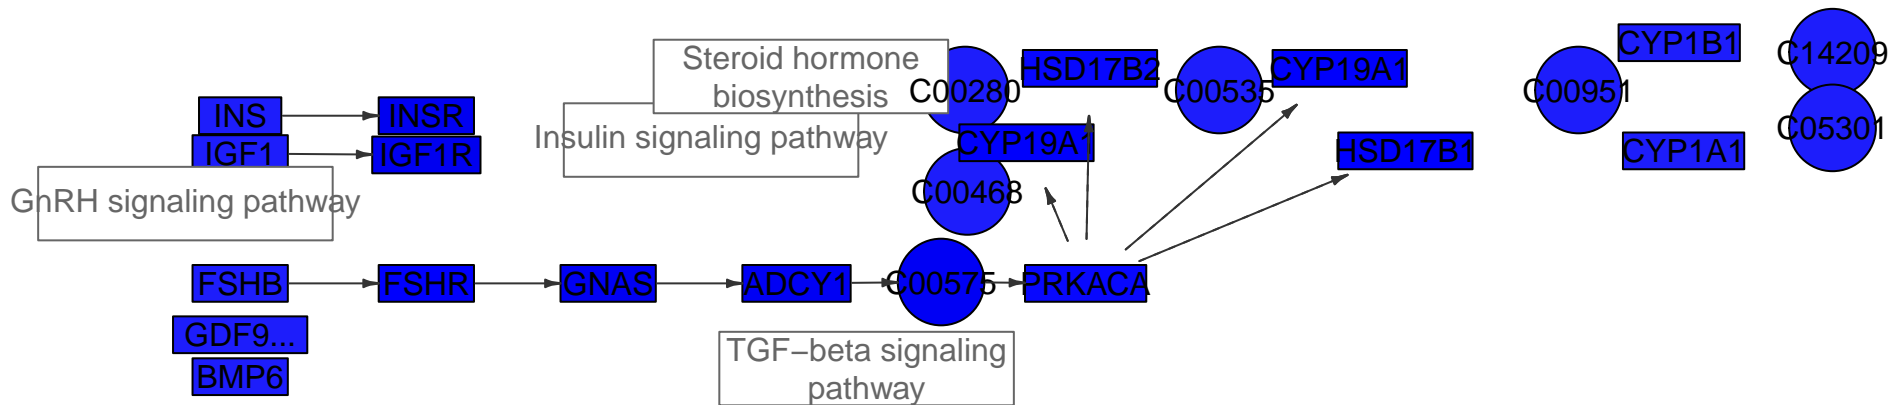 Steroid hormone
biosynthesis
C00280
HSD17B2
C00535
CYP19A1
C00951
CYP1B1
C14209
INS
INSR
Insulin signaling pathway
CYP19A1
HSD17B1
CYP1A1
C05301
IGF1
IGF1R
GnRH signaling pathway
C00468
FSHB
FSHR
GNAS
ADCY1
C00575
PRKACA
GDF9...
BMP6
TGF−beta signaling
pathway